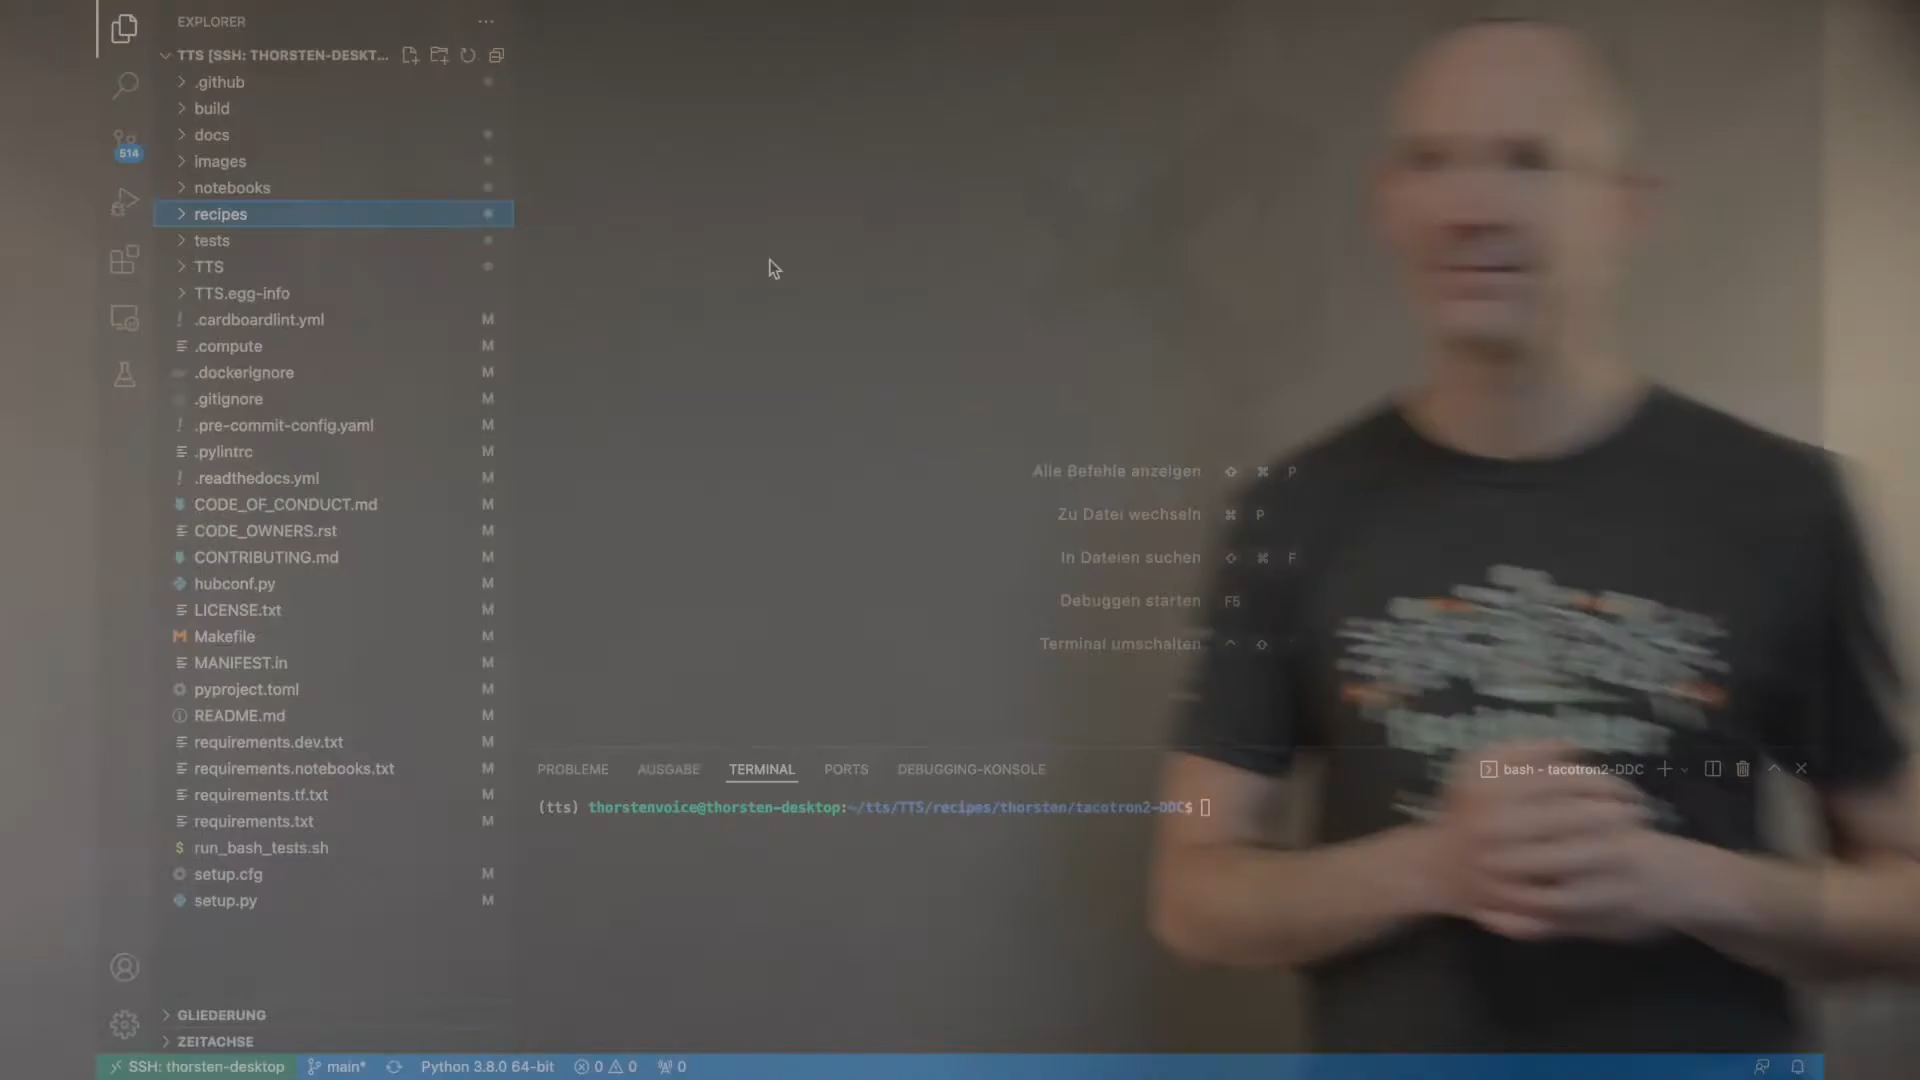 EXPLORER
TTS [SSH: THORSTEN-DESKT...
.github
build
514
docs
images
notebooks
recipes
tests
TTS
TTS.egg-info
.cardboardlint.yml M
.compute M
.dockerignore M
.gitignore M
.pre-commit-config.yaml M
.pylintrc M
.readthedocs.yml M
CODE_OF_CONDUCT.md M
CODE_OWNERS.rst M
CONTRIBUTING.md M
hubconf.py M
LICENSE.txt M
Makefile M
MANIFEST.in M
pyproject.toml M
README.md M
requirements.dev.txt M
requirements.notebooks.txt M
requirements.tf.txt M
requirements.txt M
run_bash_tests.sh
setup.cfg M
setup.py M
GLIEDERUNG
ZEITACHSE
Alle Befehle anzeigen ⇧ ⌘ P
Zu Datei wechseln ⌘ P
In Dateien suchen ⇧ ⌘ F
Debuggen starten F5
Terminal umschalten ^ ⇧ `
PROBLEME AUSGABE TERMINAL PORTS DEBUGGING-KONSOLE
bash - tacotron2-DDC
(tts) thorstenvoice@thorsten-desktop:~/tts/TTS/recipes/thorsten/tacotron2-DDC$
SSH: thorsten-desktop main* Python 3.8.0 64-bit 0 0 0